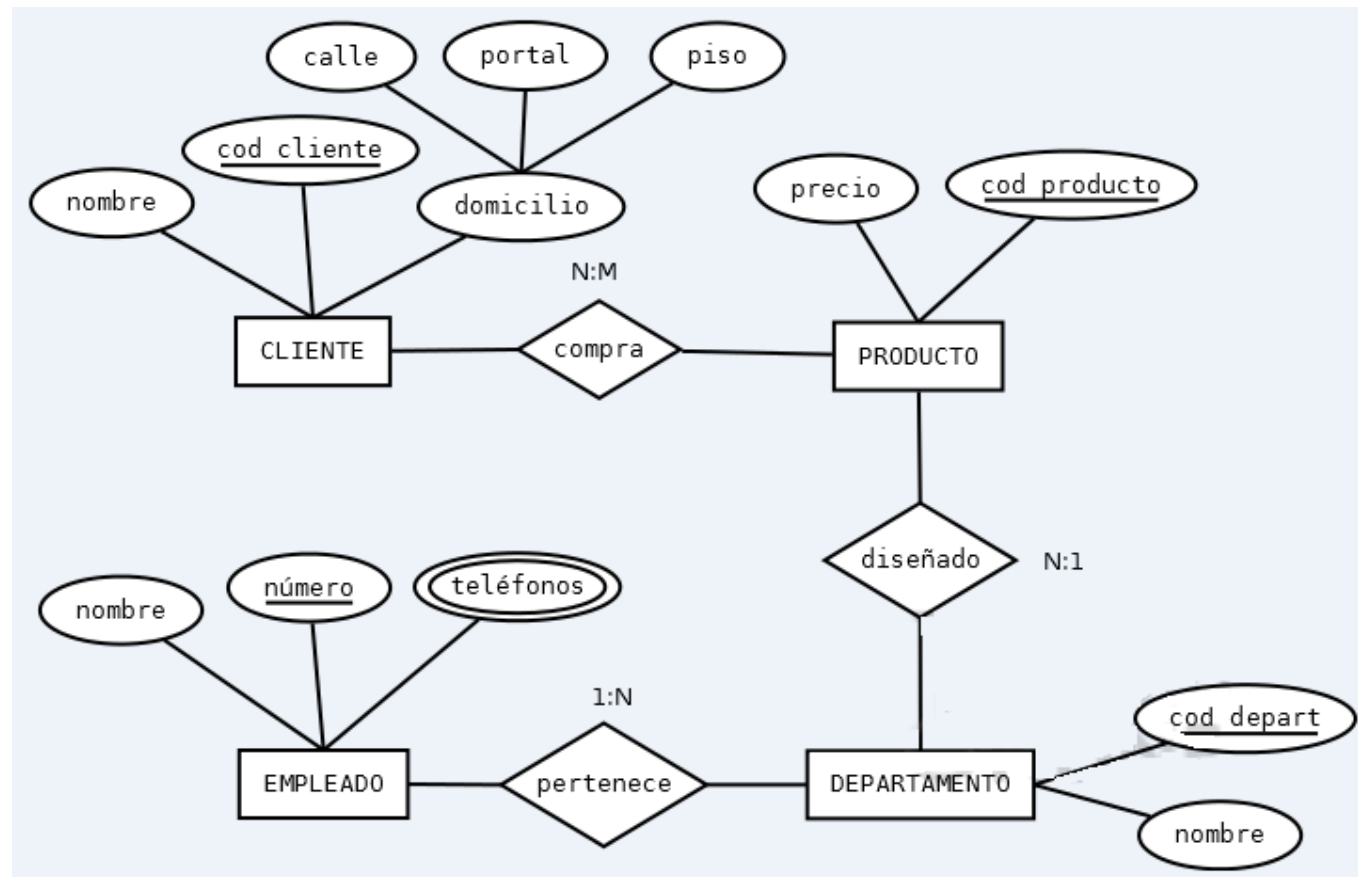 calle
portal
piso
cod cliente
nombre
domicilio
precio
cod producto
N:M
CLIENTE
compra
PRODUCTO
diseñado
N:1
nombre
número
teléfonos
1:N
cod depart
EMPLEADO
pertenece
DEPARTAMENTO
nombre